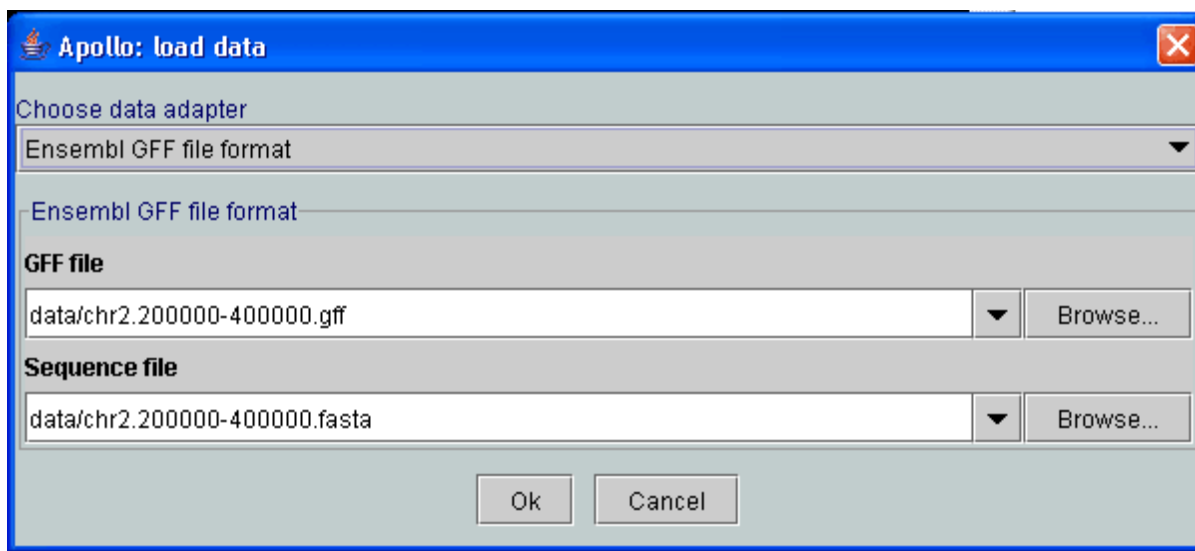 Apollo: load data
Choose data adapter
Ensembl GFF file format
Ensembl GFF file format
GFF file
data/chr2.200000-400000.gff Browse...
Sequence file
data/chr2.200000-400000.fasta Browse...
Ok Cancel